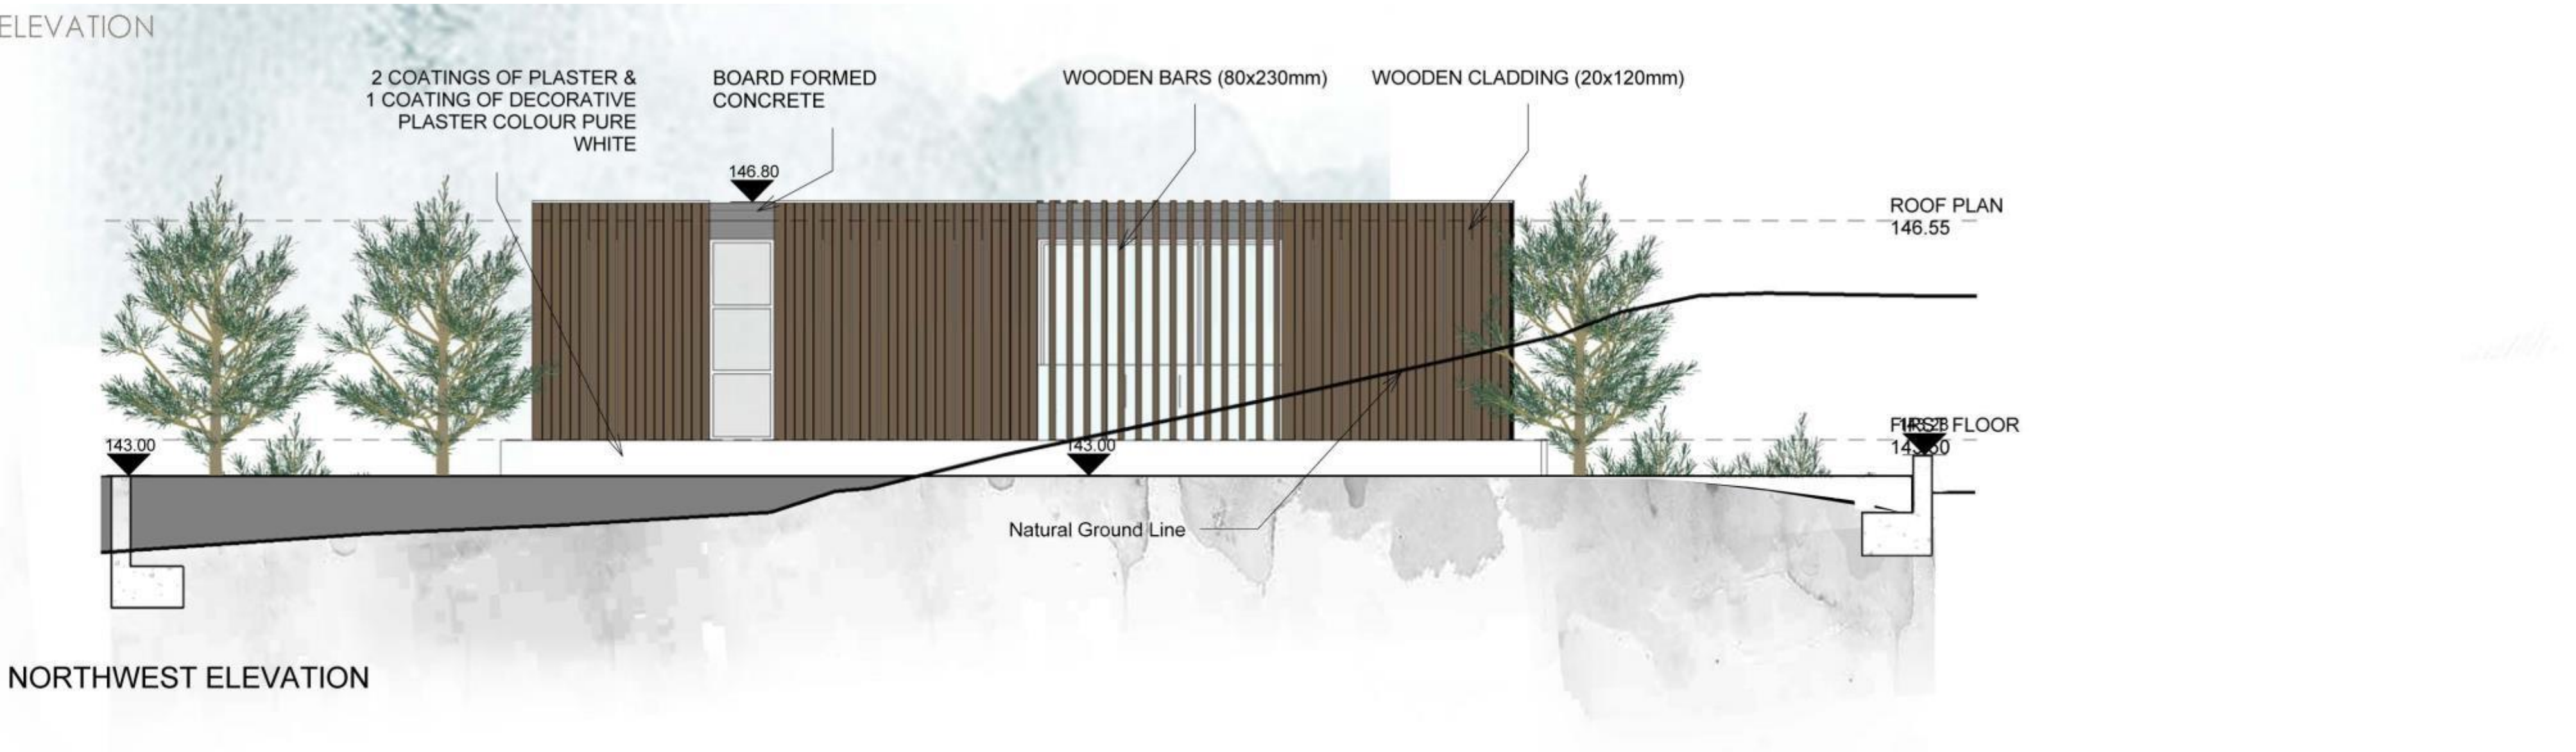 ELEVATION
2 COATINGS OF PLASTER &
1 COATING OF DECORATIVE
PLASTER COLOUR PURE
WHITE
BOARD FORMED
CONCRETE
WOODEN BARS (80x230mm)
WOODEN CLADDING (20x120mm)
146.80
ROOF PLAN
146.55
143.00
143.00
FIRST FLOOR
Natural Ground Line
NORTHWEST ELEVATION